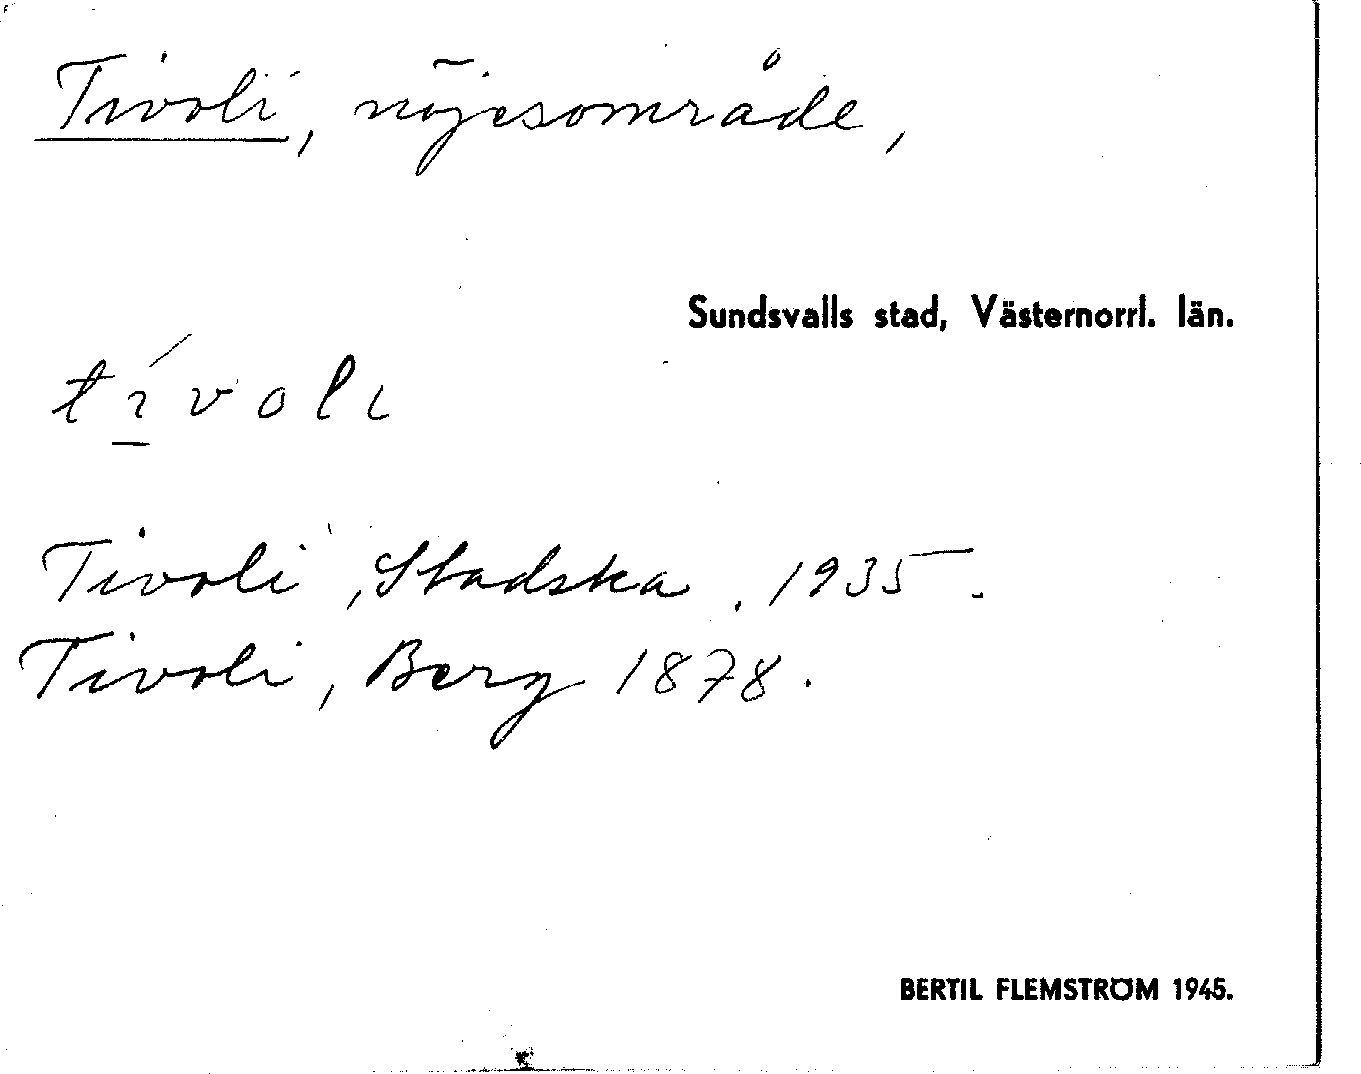 Tivoli, nöjesområde,
Sundsvalls stad, Västernorrl. län.
tívoli
Tivoli, Stadska. 1935.
Tivoli, Berg 1878.
BERTIL FLEMSTRÖM 1945.